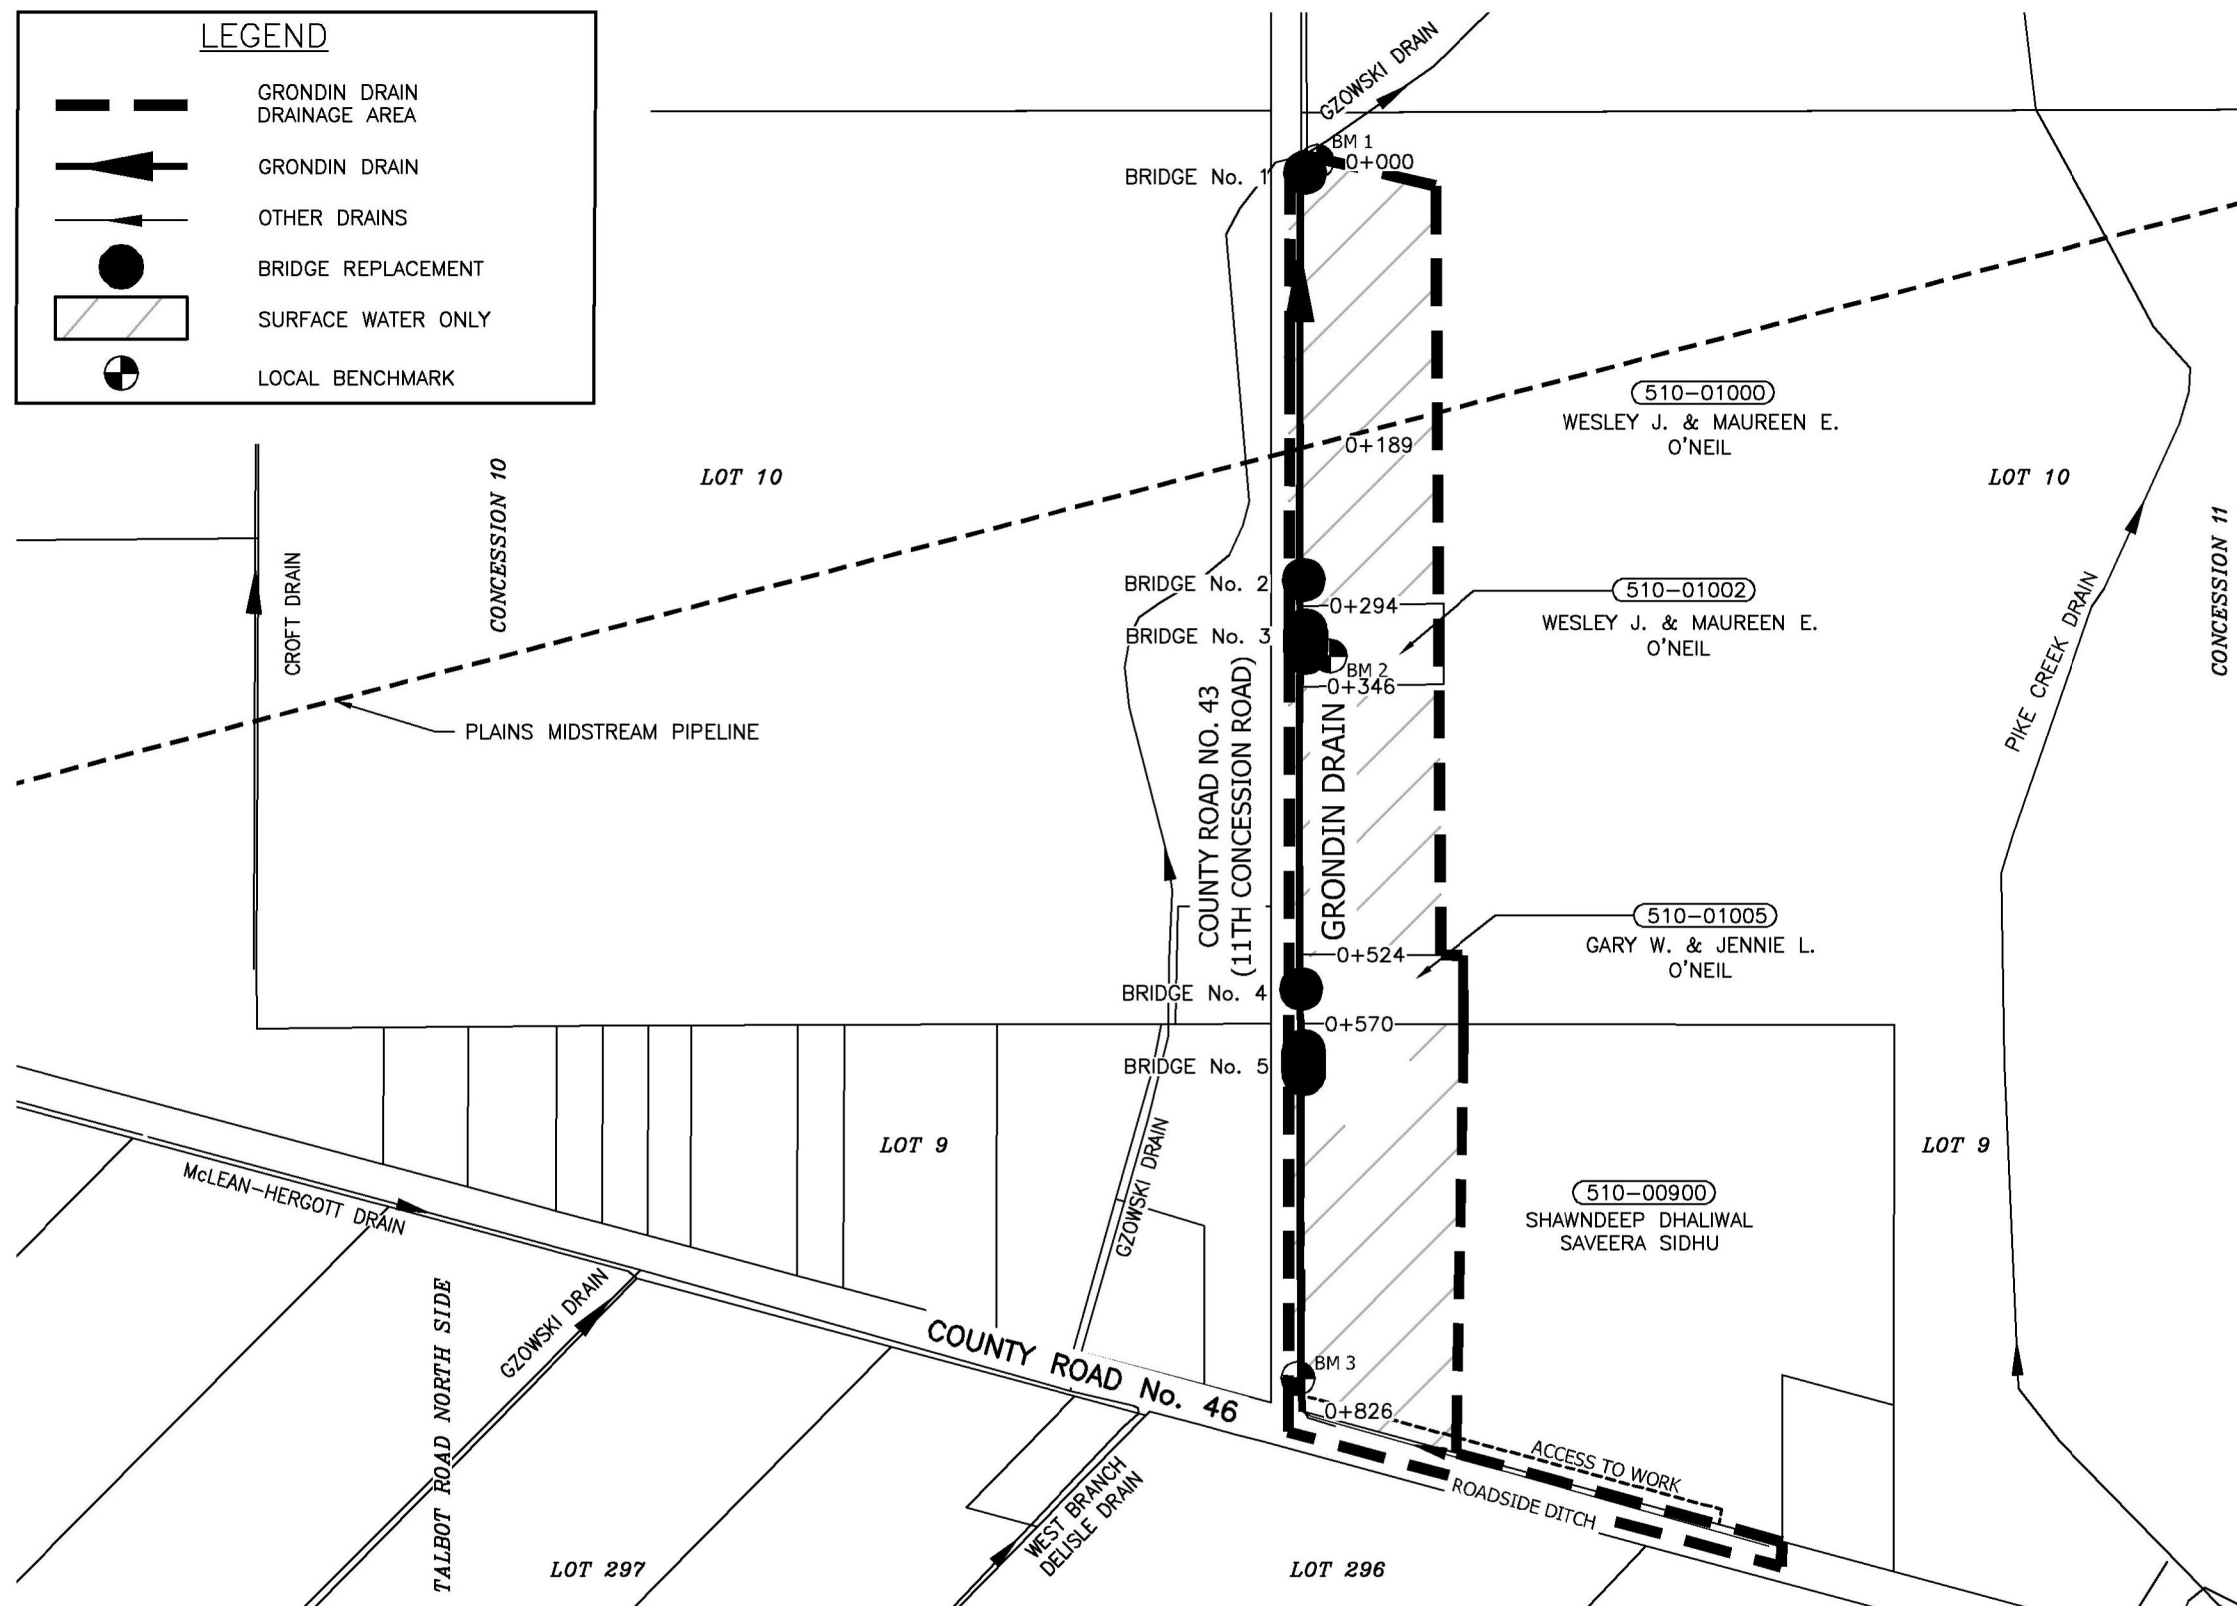 LEGEND
GRONDIN DRAIN
DRAINAGE AREA
GRONDIN DRAIN
OTHER DRAINS
BRIDGE REPLACEMENT
SURFACE WATER ONLY
LOCAL BENCHMARK
GZOWSKI DRAIN
BM 1
0+000
BRIDGE No. 1
510-01000
WESLEY J. & MAUREEN E.
O'NEIL
0+189
LOT 10
LOT 10
CONCESSION 10
CONCESSION 11
CROFT DRAIN
BRIDGE No. 2
0+294
510-01002
WESLEY J. & MAUREEN E.
O'NEIL
BRIDGE No. 3
BM 2
0+346
PIKE CREEK DRAIN
PLAINS MIDSTREAM PIPELINE
COUNTY ROAD NO. 43
(11TH CONCESSION ROAD)
GRONDIN DRAIN
510-01005
GARY W. & JENNIE L.
O'NEIL
0+524
BRIDGE No. 4
0+570
BRIDGE No. 5
LOT 9
LOT 9
GZOWSKI DRAIN
McLEAN-HERGOTT DRAIN
510-00900
SHAWNDEEP DHALIWAL
SAVEERA SIDHU
TALBOT ROAD NORTH SIDE
GZOWSKI DRAIN
COUNTY ROAD No. 46
BM 3
0+826
ACCESS TO WORK
ROADSIDE DITCH
WEST BRANCH
DELISLE DRAIN
LOT 297
LOT 296